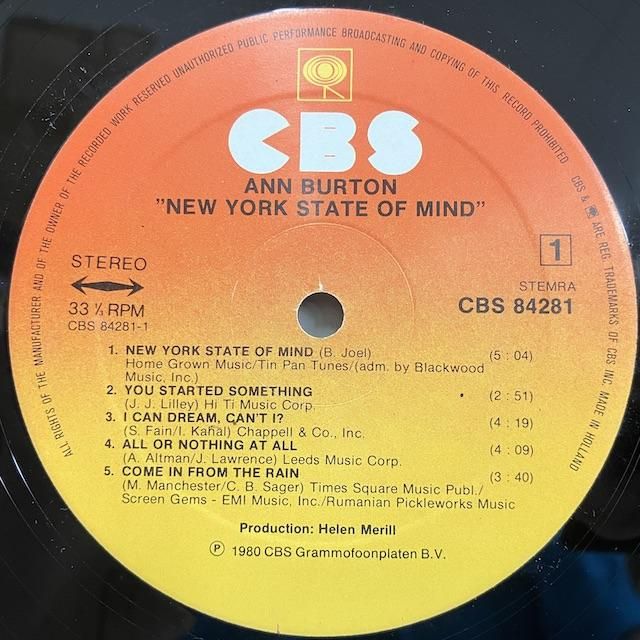 ALL RIGHTS OF THE MANUFACTURER AND OF THE OWNER OF THE RECORDED WORK RESERVED UNAUTHORIZED PUBLIC PERFORMANCE BROADCASTING AND COPYING OF THIS RECORD PROHIBITED
CBS & ARE REG. TRADEMARKS OF CBS INC. MADE IN HOLLAND
CBS
ANN BURTON
"NEW YORK STATE OF MIND"
STEREO
33 ⅓ RPM
CBS 84281-1
1
STEMRA
CBS 84281
1. NEW YORK STATE OF MIND (B. Joel) (5 : 04)
Home Grown Music/Tin Pan Tunes/(adm. by Blackwood
Music, Inc.)
2. YOU STARTED SOMETHING (2 : 51)
(J. J. Lilley) Hi Ti Music Corp.
3. I CAN DREAM, CAN'T I? (4 : 19)
(S. Fain/I. Kahal) Chappell & Co., Inc.
4. ALL OR NOTHING AT ALL (4 : 09)
(A. Altman/J. Lawrence) Leeds Music Corp.
5. COME IN FROM THE RAIN (3 : 40)
(M. Manchester/C. B. Sager) Times Square Music Publ./
Screen Gems - EMI Music, Inc./Rumanian Pickleworks Music
Production: Helen Merill
Ⓟ 1980 CBS Grammofoonplaten B.V.